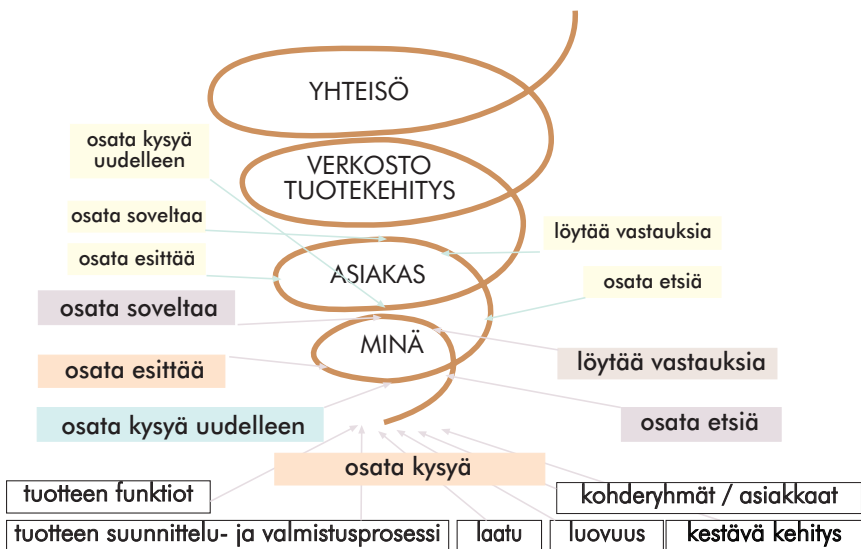 YHTEISÖ
osata kysyä
uudelleen
VERKOSTO
TUOTEKEHITYS
osata soveltaa
löytää vastauksia
osata esittää
ASIAKAS
osata etsiä
osata soveltaa
MINÄ
löytää vastauksia
osata esittää
osata kysyä uudelleen
osata etsiä
osata kysyä
tuotteen funktiot
kohderyhmät / asiakkaat
tuotteen suunnittelu- ja valmistusprosessi
laatu
luovuus
kestävä kehitys